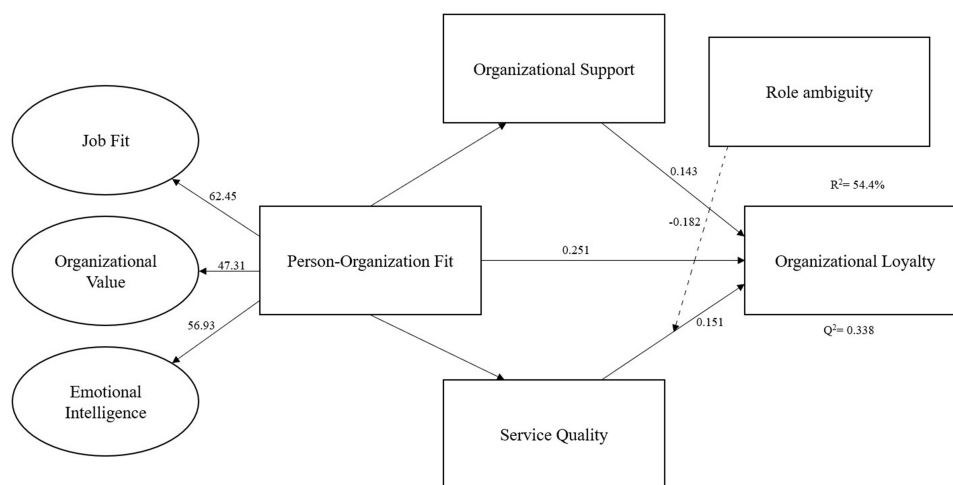 Organizational Support
Role ambiguity
Job Fit
0.143
R²= 54.4%
62.45
-0.182
Organizational
Value
47.31
Person-Organization Fit
0.251
Organizational Loyalty
56.93
0.151
Q²= 0.338
Emotional
Intelligence
Service Quality